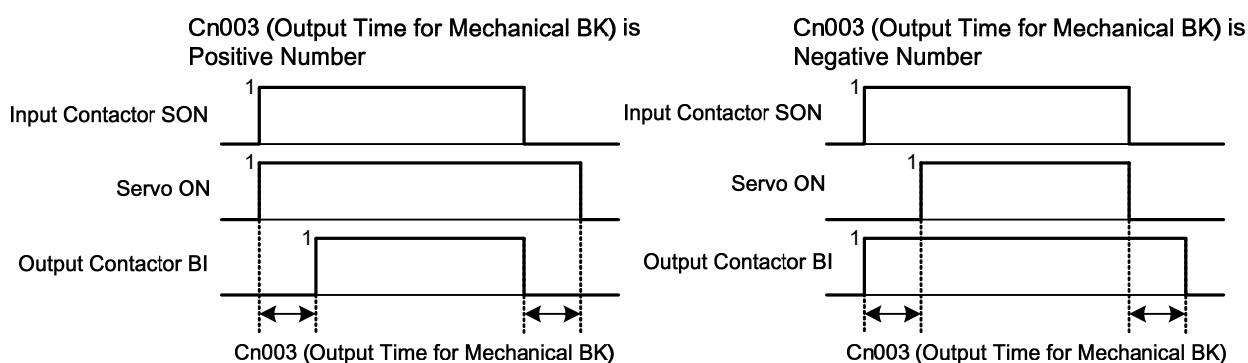 Cn003 (Output Time for Mechanical BK) is
Positive Number
1
Input Contactor SON
1
Servo ON
1
Output Contactor BI
Cn003 (Output Time for Mechanical BK)
Cn003 (Output Time for Mechanical BK) is
Negative Number
1
Input Contactor SON
1
Servo ON
1
Output Contactor BI
Cn003 (Output Time for Mechanical BK)